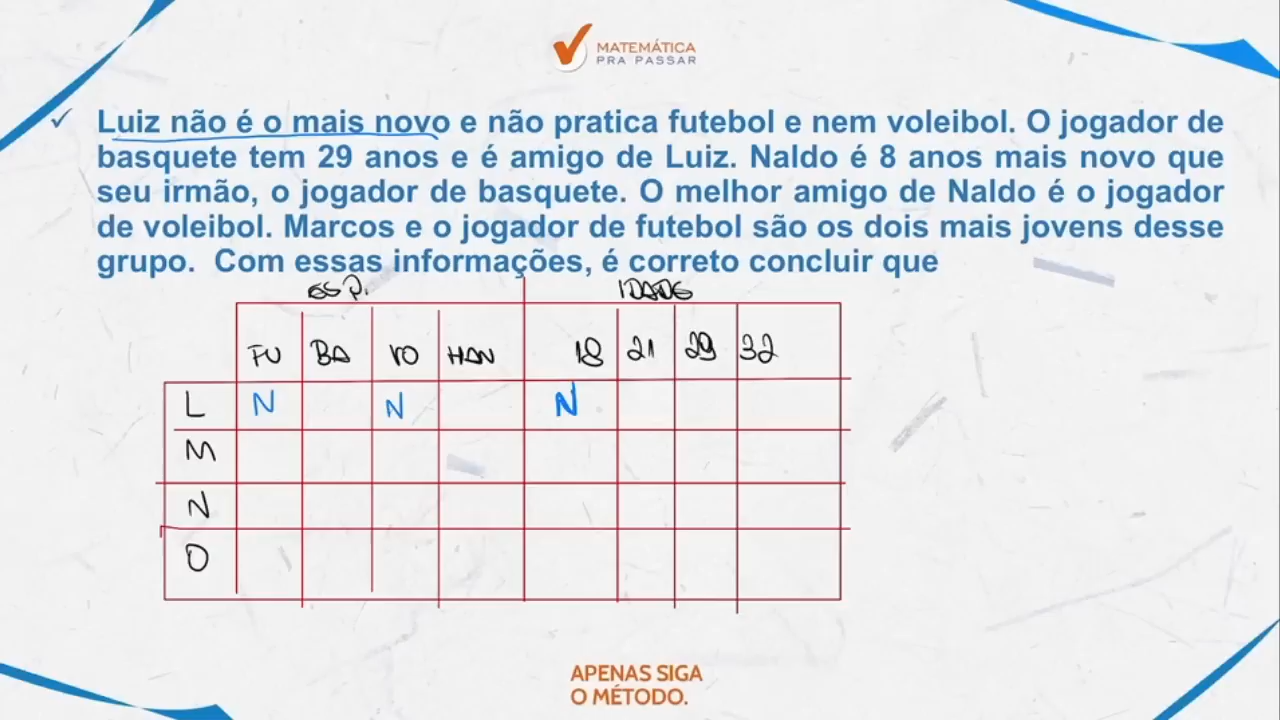 MATEMÁTICA
PRA PASSAR
Luiz não é o mais novo e não pratica futebol e nem voleibol. O jogador de
basquete tem 29 anos e é amigo de Luiz. Naldo é 8 anos mais novo que
seu irmão, o jogador de basquete. O melhor amigo de Naldo é o jogador
de voleibol. Marcos e o jogador de futebol são os dois mais jovens desse
grupo. Com essas informações, é correto concluir que
ESP. IDADE
FU BA VO HAN 18 21 29 32
L N N N
M
N
O
APENAS SIGA
O MÉTODO.